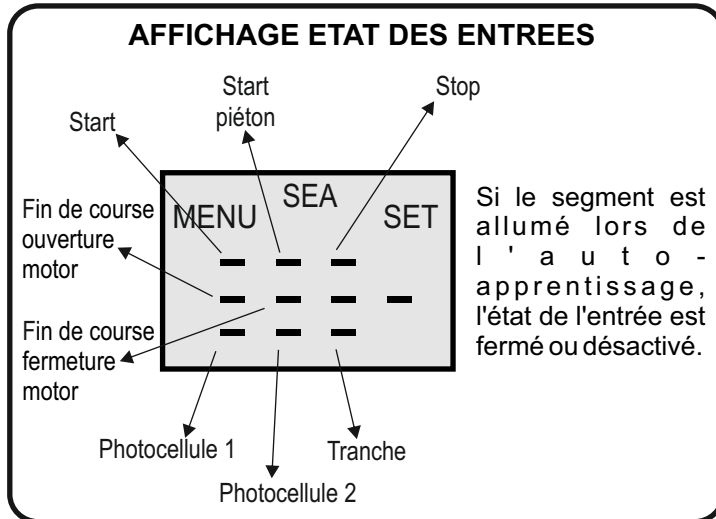 AFFICHAGE ETAT DES ENTREES
Start
piéton
Stop
Start
SEA
MENU
SET
Fin de course
ouverture
motor
Fin de course
fermeture
motor
Si le segment est
allumé lors de
l'auto-
apprentissage,
l'état de l'entrée est
fermé ou désactivé.
Photocellule 1
Tranche
Photocellule 2